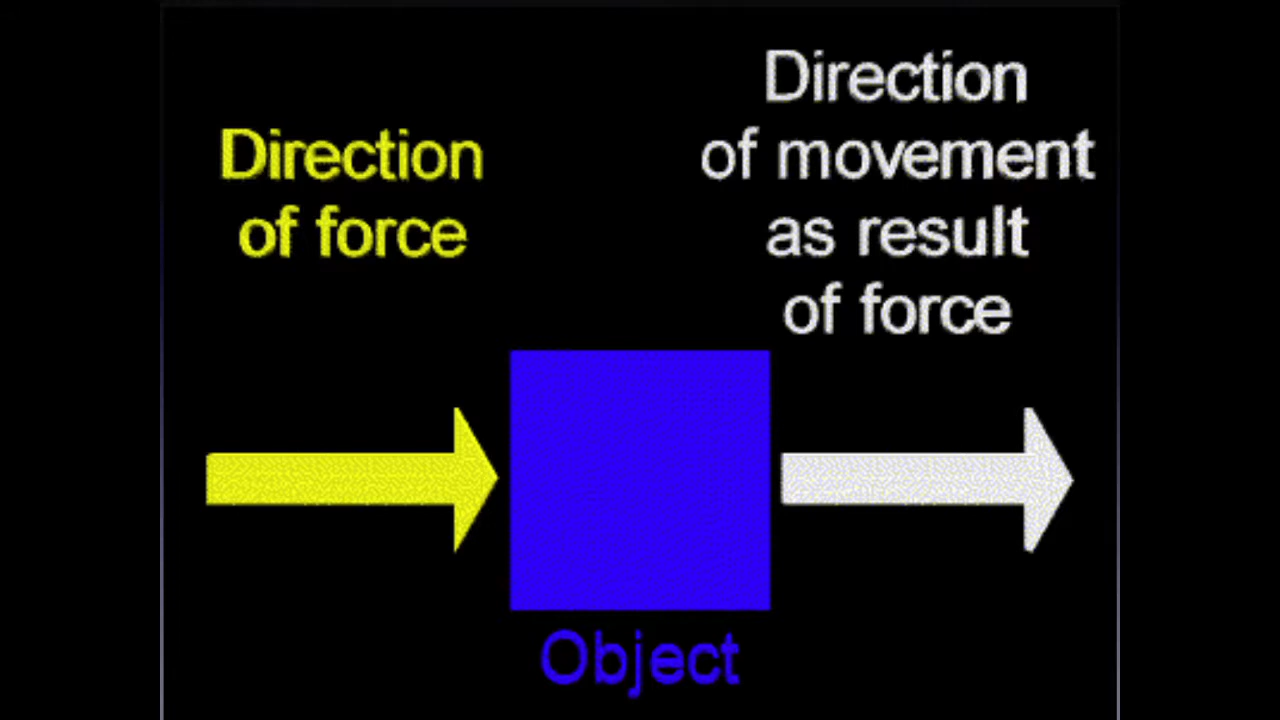 Direction
of force
Direction
of movement
as result
of force
Object